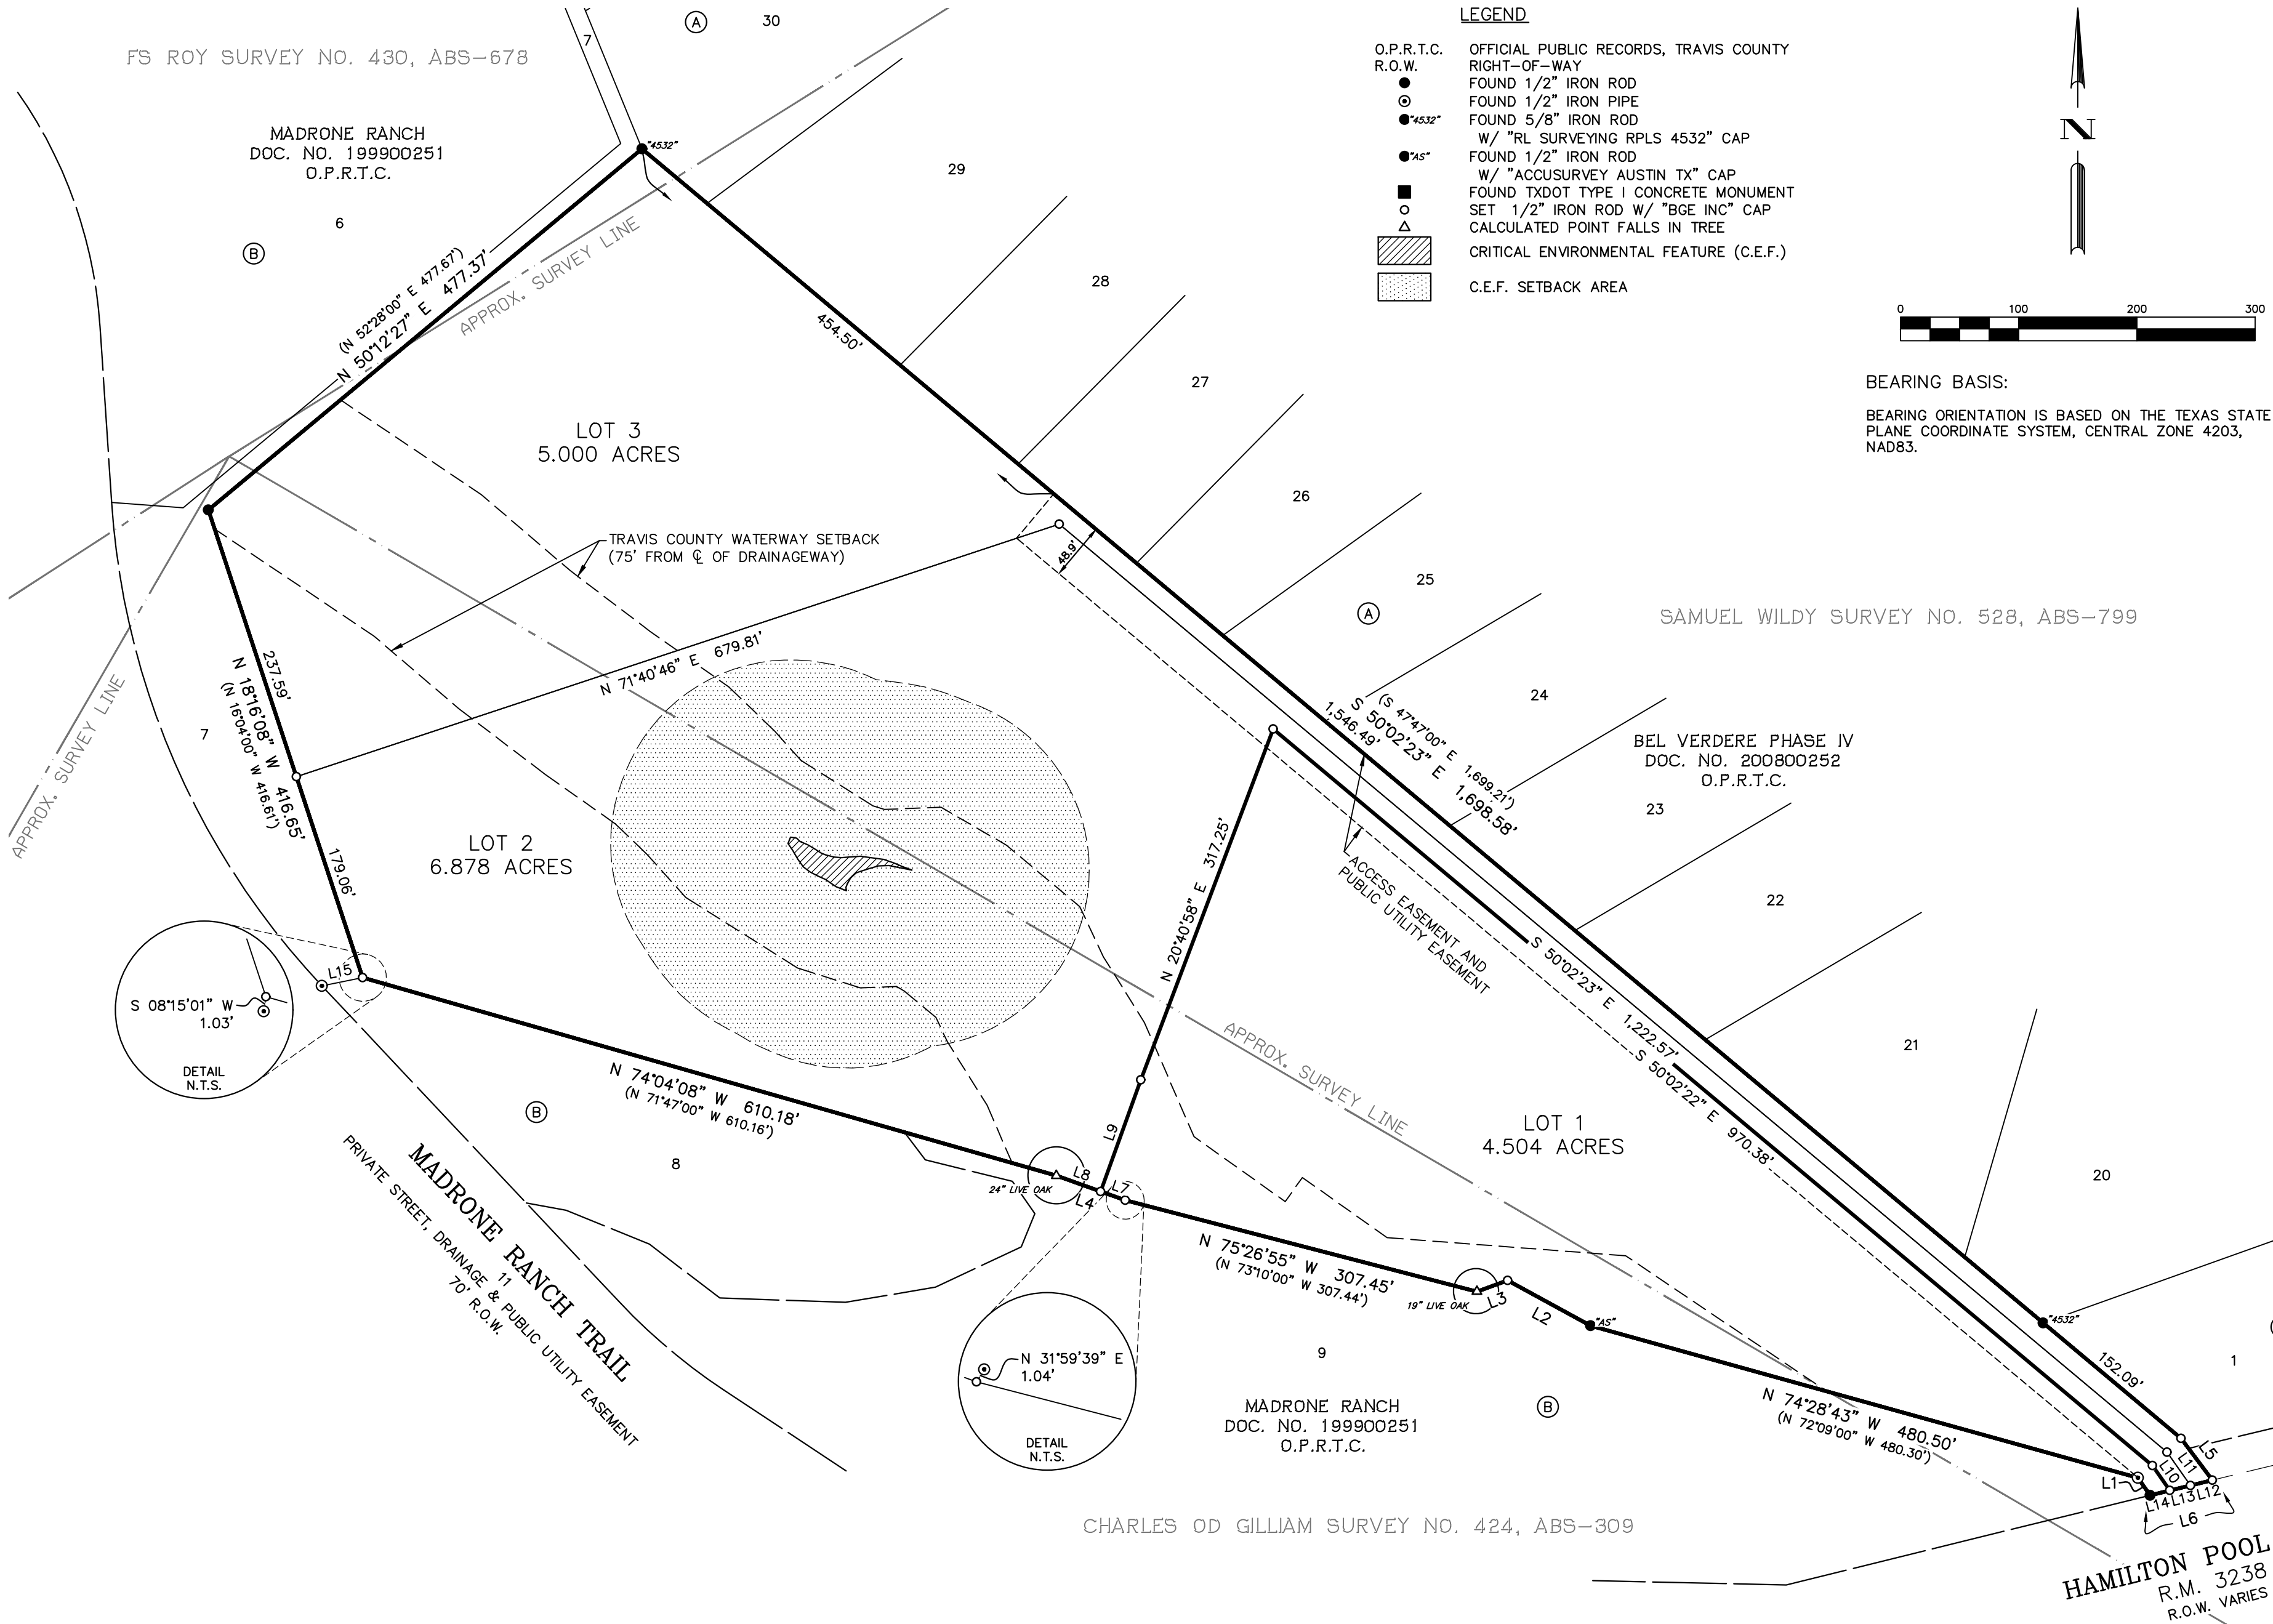 LEGEND
O.P.R.T.C. OFFICIAL PUBLIC RECORDS, TRAVIS COUNTY
R.O.W. RIGHT-OF-WAY
FOUND 1/2" IRON ROD
FOUND 1/2" IRON PIPE
"4532" FOUND 5/8" IRON ROD
W/ "RL SURVEYING RPLS 4532" CAP
"AS" FOUND 1/2" IRON ROD
W/ "ACCUSURVEY AUSTIN TX" CAP
FOUND TXDOT TYPE I CONCRETE MONUMENT
SET 1/2" IRON ROD W/ "BGE INC" CAP
CALCULATED POINT FALLS IN TREE
CRITICAL ENVIRONMENTAL FEATURE (C.E.F.)
C.E.F. SETBACK AREA
N
0 100 200 300
BEARING BASIS:
BEARING ORIENTATION IS BASED ON THE TEXAS STATE
PLANE COORDINATE SYSTEM, CENTRAL ZONE 4203,
NAD83.
FS ROY SURVEY NO. 430, ABS-678
MADRONE RANCH
DOC. NO. 199900251
O.P.R.T.C.
6
B
7
A
30
"4532"
29
28
27
26
25
A
24
23
22
21
20
1
(N 52°28'00" E 477.67')
N 50°12'27" E 477.37'
APPROX. SURVEY LINE
454.50'
LOT 3
5.000 ACRES
TRAVIS COUNTY WATERWAY SETBACK
(75' FROM ℄ OF DRAINAGEWAY)
48.9'
N 71°40'46" E 679.81'
SAMUEL WILDY SURVEY NO. 528, ABS-799
BEL VERDERE PHASE IV
DOC. NO. 200800252
O.P.R.T.C.
(S 47°47'00" E 1,699.21')
S 50°02'23" E 1,698.58'
1,546.49'
237.59'
N 18°16'08" W 416.65'
(N 16°04'00" W 416.61')
179.06'
7
APPROX. SURVEY LINE
LOT 2
6.878 ACRES
ACCESS EASEMENT AND
PUBLIC UTILITY EASEMENT
N 20°40'58" E 317.25'
S 50°02'23" E 1,222.57'
S 50°02'22" E 970.38'
L15
S 08°15'01" W
1.03'
DETAIL
N.T.S.
N 74°04'08" W 610.18'
(N 71°47'00" W 610.16')
B
8
APPROX. SURVEY LINE
LOT 1
4.504 ACRES
L9
L8
L7
L4
24" LIVE OAK
MADRONE RANCH TRAIL
11
PRIVATE STREET, DRAINAGE & PUBLIC UTILITY EASEMENT
70' R.O.W.
N 75°26'55" W 307.45'
(N 73°10'00" W 307.44')
19" LIVE OAK
L3
L2
"AS"
"4532"
152.09'
N 31°59'39" E
1.04'
DETAIL
N.T.S.
9
MADRONE RANCH
DOC. NO. 199900251
O.P.R.T.C.
B
N 74°28'43" W 480.50'
(N 72°09'00" W 480.30')
L5
L11
L10
L1
L14
L13
L12
L6
CHARLES OD GILLIAM SURVEY NO. 424, ABS-309
HAMILTON POOL
R.M. 3238
R.O.W. VARIES